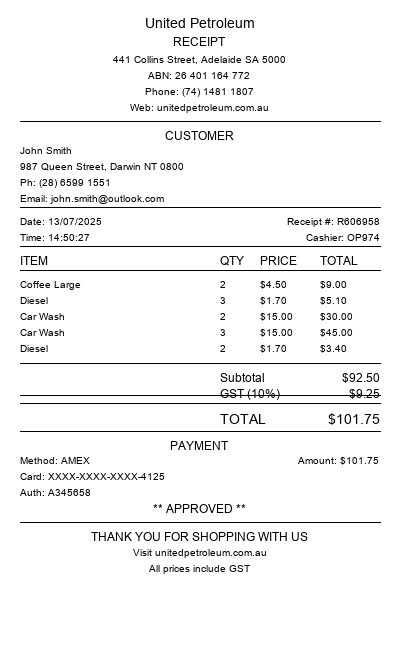 United Petroleum
RECEIPT
441 Collins Street, Adelaide SA 5000
ABN: 26 401 164 772
Phone: (74) 1481 1807
Web: unitedpetroleum.com.au
CUSTOMER
John Smith
987 Queen Street, Darwin NT 0800
Ph: (28) 6599 1551
Email: john.smith@outlook.com
Date: 13/07/2025 Receipt #: R606958
Time: 14:50:27 Cashier: OP974
ITEM QTY PRICE TOTAL
Coffee Large 2 $4.50 $9.00
Diesel 3 $1.70 $5.10
Car Wash 2 $15.00 $30.00
Car Wash 3 $15.00 $45.00
Diesel 2 $1.70 $3.40
Subtotal $92.50
GST (10%) $9.25
TOTAL $101.75
PAYMENT
Method: AMEX Amount: $101.75
Card: XXXX-XXXX-XXXX-4125
Auth: A345658
** APPROVED **
THANK YOU FOR SHOPPING WITH US
Visit unitedpetroleum.com.au
All prices include GST